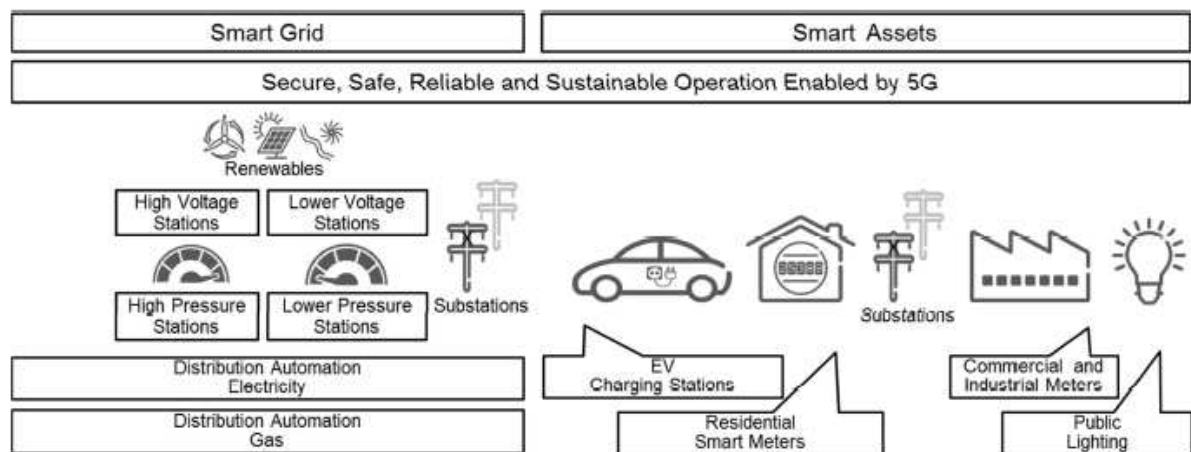 Smart Grid
Smart Assets
Secure, Safe, Reliable and Sustainable Operation Enabled by 5G
Renewables
High Voltage
Stations
Lower Voltage
Stations
High Pressure
Stations
Lower Pressure
Stations
Substations
Substations
Distribution Automation
Electricity
Distribution Automation
Gas
EV
Charging Stations
Residential
Smart Meters
Commercial and
Industrial Meters
Public
Lighting